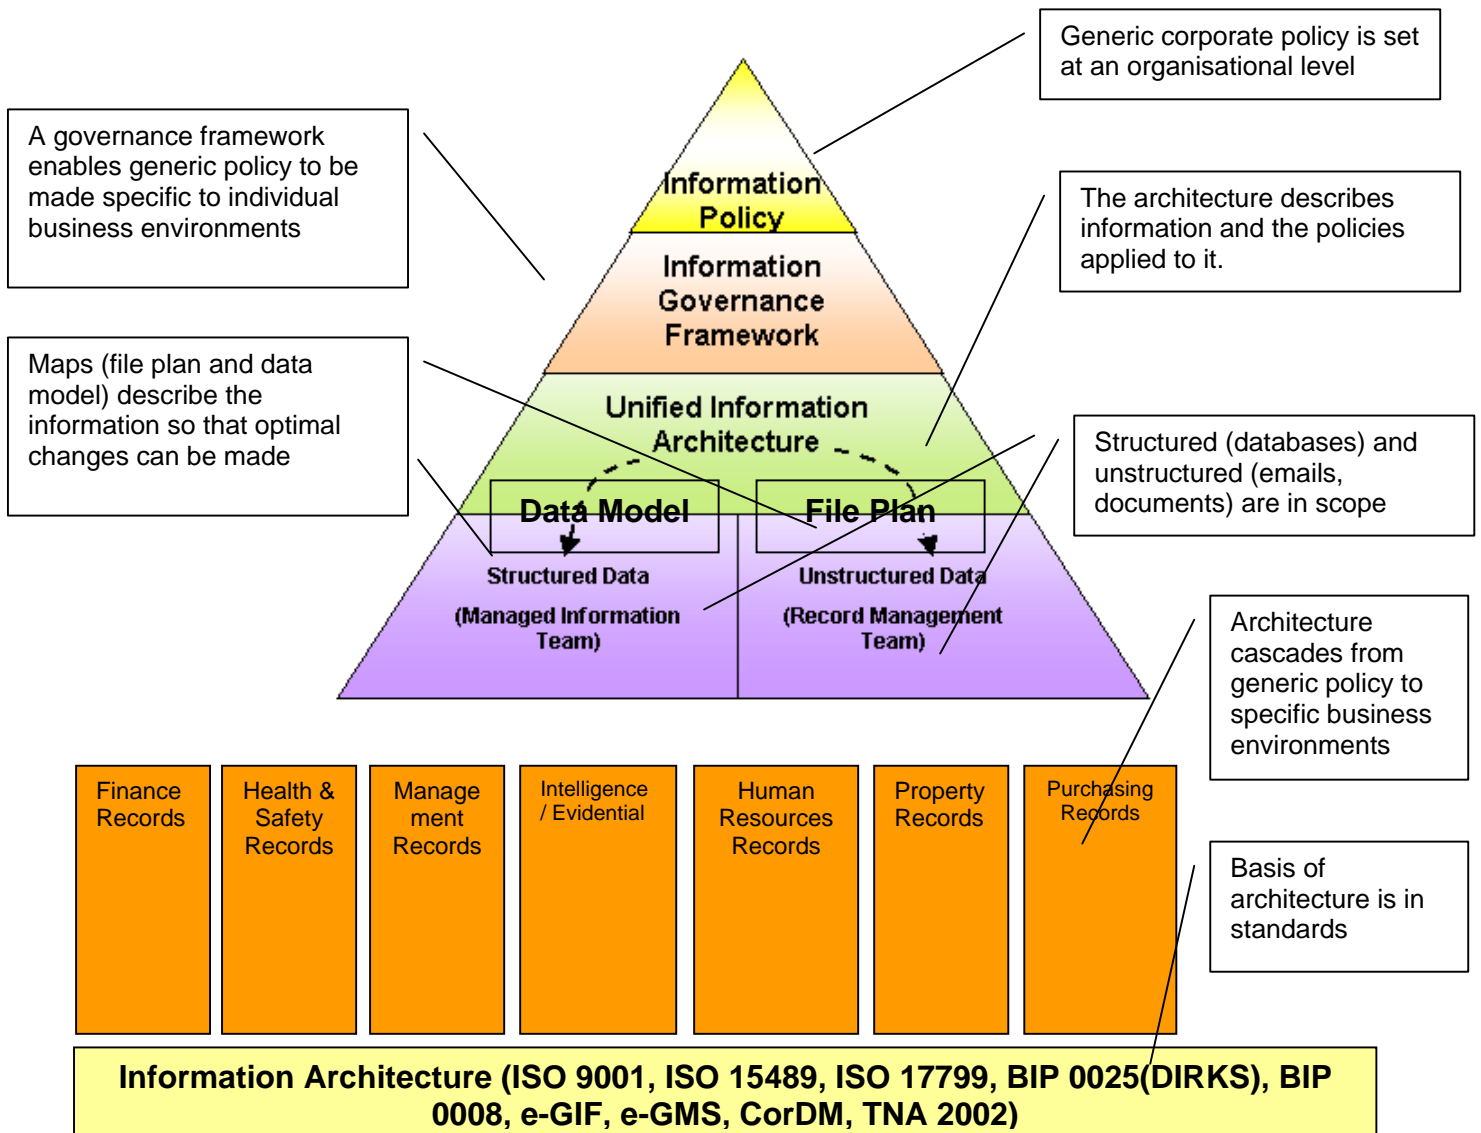 Generic corporate policy is set
at an organisational level
A governance framework
enables generic policy to be
made specific to individual
business environments
Information
Policy
The architecture describes
information and the policies
applied to it.
Information
Governance
Framework
Maps (file plan and data
model) describe the
information so that optimal
changes can be made
Unified Information
Architecture
Structured (databases) and
unstructured (emails,
documents) are in scope
Data Model
File Plan
Structured Data
(Managed Information
Team)
Unstructured Data
(Record Management
Team)
Architecture
cascades from
generic policy to
specific business
environments
Finance
Records
Health &
Safety
Records
Manage
ment
Records
Intelligence
/ Evidential
Human
Resources
Records
Property
Records
Purchasing
Records
Basis of
architecture is in
standards
Information Architecture (ISO 9001, ISO 15489, ISO 17799, BIP 0025(DIRKS), BIP
0008, e-GIF, e-GMS, CorDM, TNA 2002)